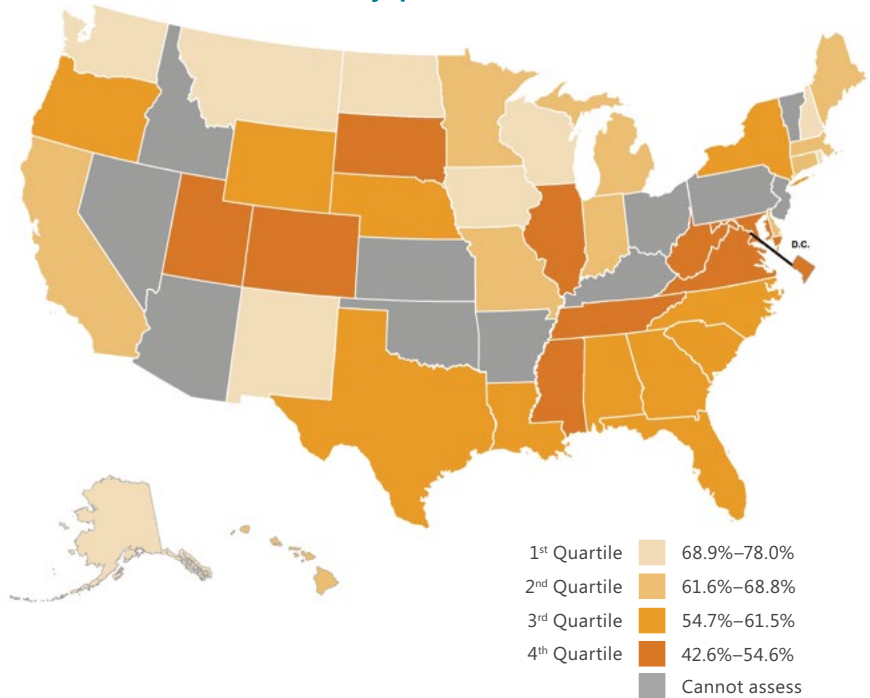 D.C.
1st Quartile 68.9%–78.0%
2nd Quartile 61.6%–68.8%
3rd Quartile 54.7%–61.5%
4th Quartile 42.6%–54.6%
Cannot assess